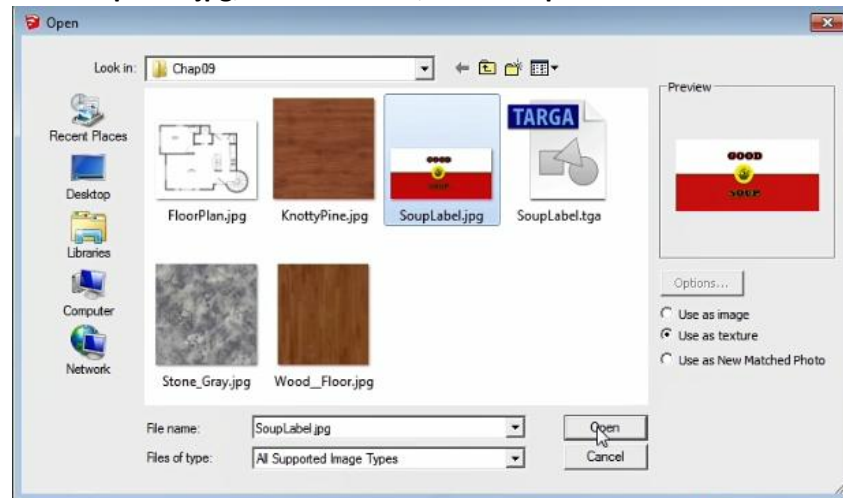 Open
Look in:
Chap09
Recent Places
Desktop
Libraries
Computer
Network
TARGA
GOOD
SOUP
FloorPlan.jpg
KnottyPine.jpg
SoupLabel.jpg
SoupLabel.tga
Stone_Gray.jpg
Wood__Floor.jpg
Preview
GOOD
SOUP
Options...
Use as image
Use as texture
Use as New Matched Photo
File name:
SoupLabel.jpg
Open
Files of type:
All Supported Image Types
Cancel